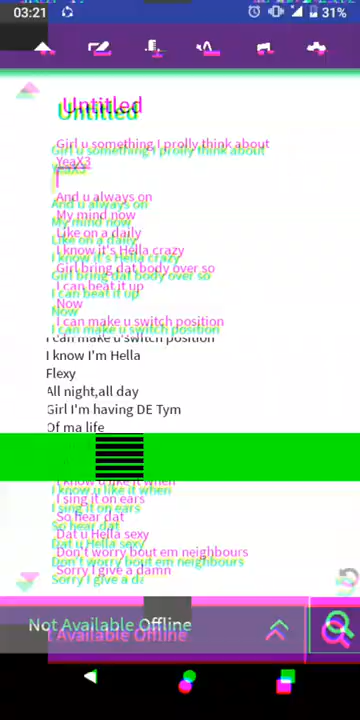 03:21
31%
Untitled
Girl u something I prolly think about
YeaX3
And u always on
My mind now
Like on a daily
I know it's Hella crazy
Girl bring dat body over so
I can beat it up
Now
I can make u switch position
I know I'm Hella
Flexy
All night,all day
Girl I'm having DE Tym
Of ma life
I know u like it when
I sing it on ears
So hear dat
Dat u Hella sexy
Don't worry bout em neighbours
Sorry I give a damn
Not Available Offline